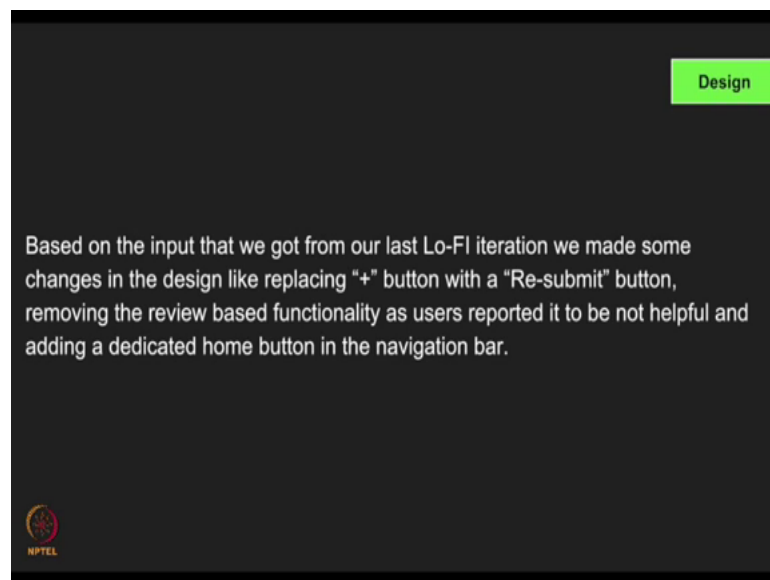 Design
Based on the input that we got from our last Lo-FI iteration we made some
changes in the design like replacing “+” button with a “Re-submit” button,
removing the review based functionality as users reported it to be not helpful and
adding a dedicated home button in the navigation bar.
NPTEL